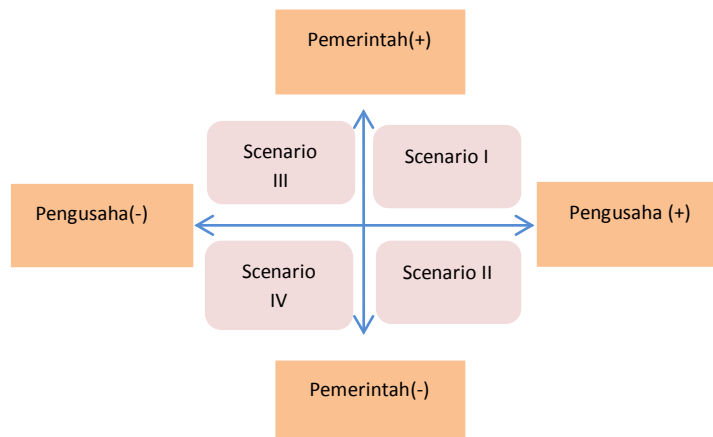 Pemerintah(+)
Scenario
III
Scenario I
Pengusaha(-)
Pengusaha (+)
Scenario
IV
Scenario II
Pemerintah(-)